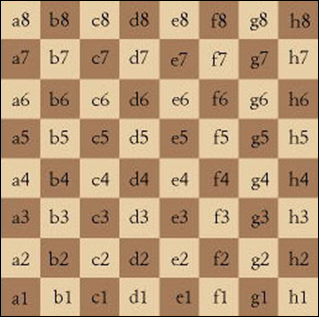 a8 b8 c8 d8 e8 f8 g8 h8
a7 b7 c7 d7 e7 f7 g7 h7
a6 b6 c6 d6 e6 f6 g6 h6
a5 b5 c5 d5 e5 f5 g5 h5
a4 b4 c4 d4 e4 f4 g4 h4
a3 b3 c3 d3 e3 f3 g3 h3
a2 b2 c2 d2 e2 f2 g2 h2
a1 b1 c1 d1 e1 f1 g1 h1